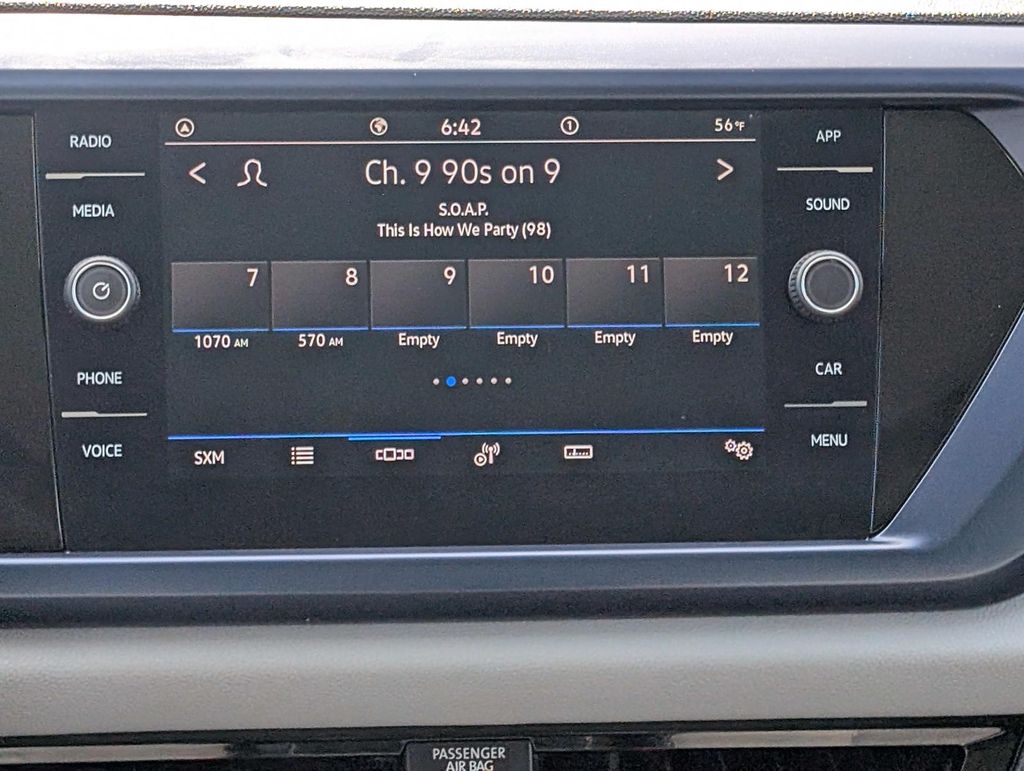 RADIO
MEDIA
PHONE
VOICE
6:42
1
56°F
< Ch. 9 90s on 9 >
S.O.A.P.
This Is How We Party (98)
7 8 9 10 11 12
1070 AM 570 AM Empty Empty Empty Empty
SXM
APP
SOUND
CAR
MENU
PASSENGER
AIR BAG